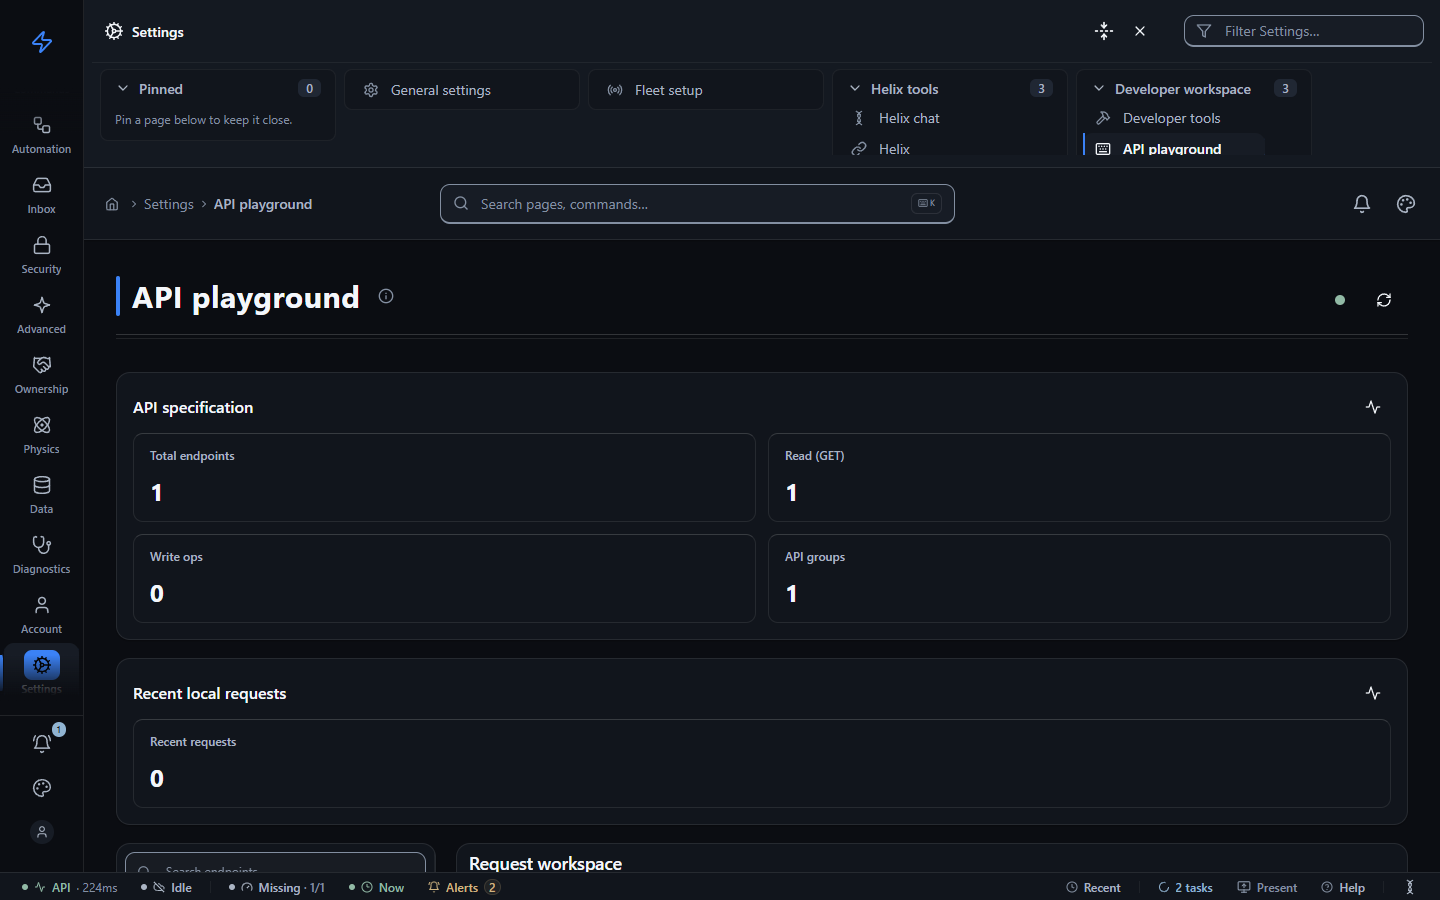 Settings
Filter Settings...
Pinned 0
Pin a page below to keep it close.
General settings
Fleet setup
Helix tools 3
Helix chat
Helix
Developer workspace 3
Developer tools
API playground
Automation
Inbox
Security
Advanced
Ownership
Physics
Data
Diagnostics
Account
Settings
1
Settings API playground
Search pages, commands...
K
API playground
API specification
Total endpoints
1
Read (GET)
1
Write ops
0
API groups
1
Recent local requests
Recent requests
0
Search endpoints
Request workspace
API · 224ms
Idle
Missing · 1/1
Now
Alerts 2
Recent
2 tasks
Present
Help